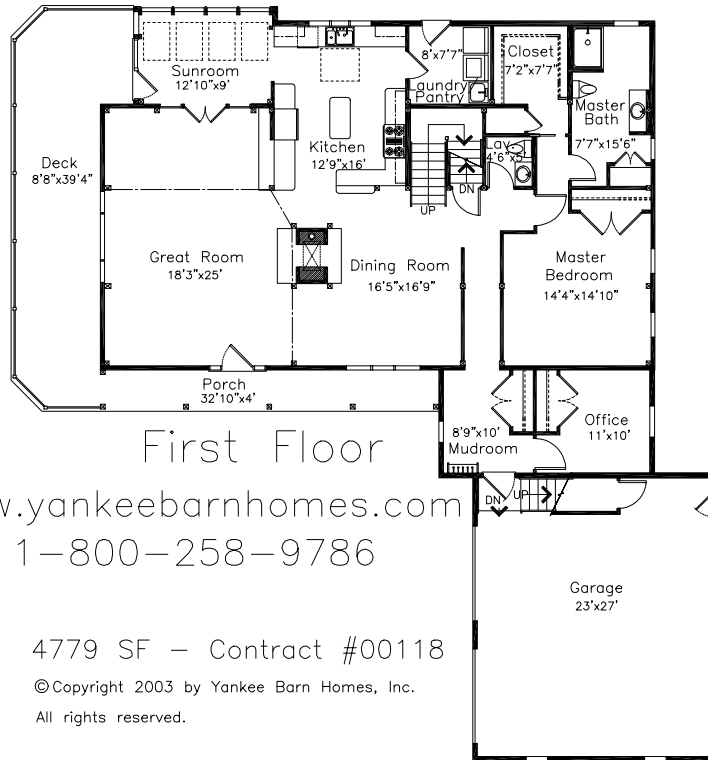 Sunroom
12'10"x9'
8'x7'7"
Laundry
Pantry
Closet
7'2"x7'7"
Master
Bath
7'7"x15'6"
Kitchen
12'9"x16'
Lav.
4'6"x5'
Deck
8'8"x39'4"
UP
DN
Great Room
18'3"x25'
Dining Room
16'5"x16'9"
Master
Bedroom
14'4"x14'10"
Porch
32'10"x4'
8'9"x10'
Mudroom
Office
11'x10'
First Floor
DN
UP
w.yankeebarnhomes.com
1-800-258-9786
Garage
23'x27'
4779 SF - Contract #00118
©Copyright 2003 by Yankee Barn Homes, Inc.
All rights reserved.